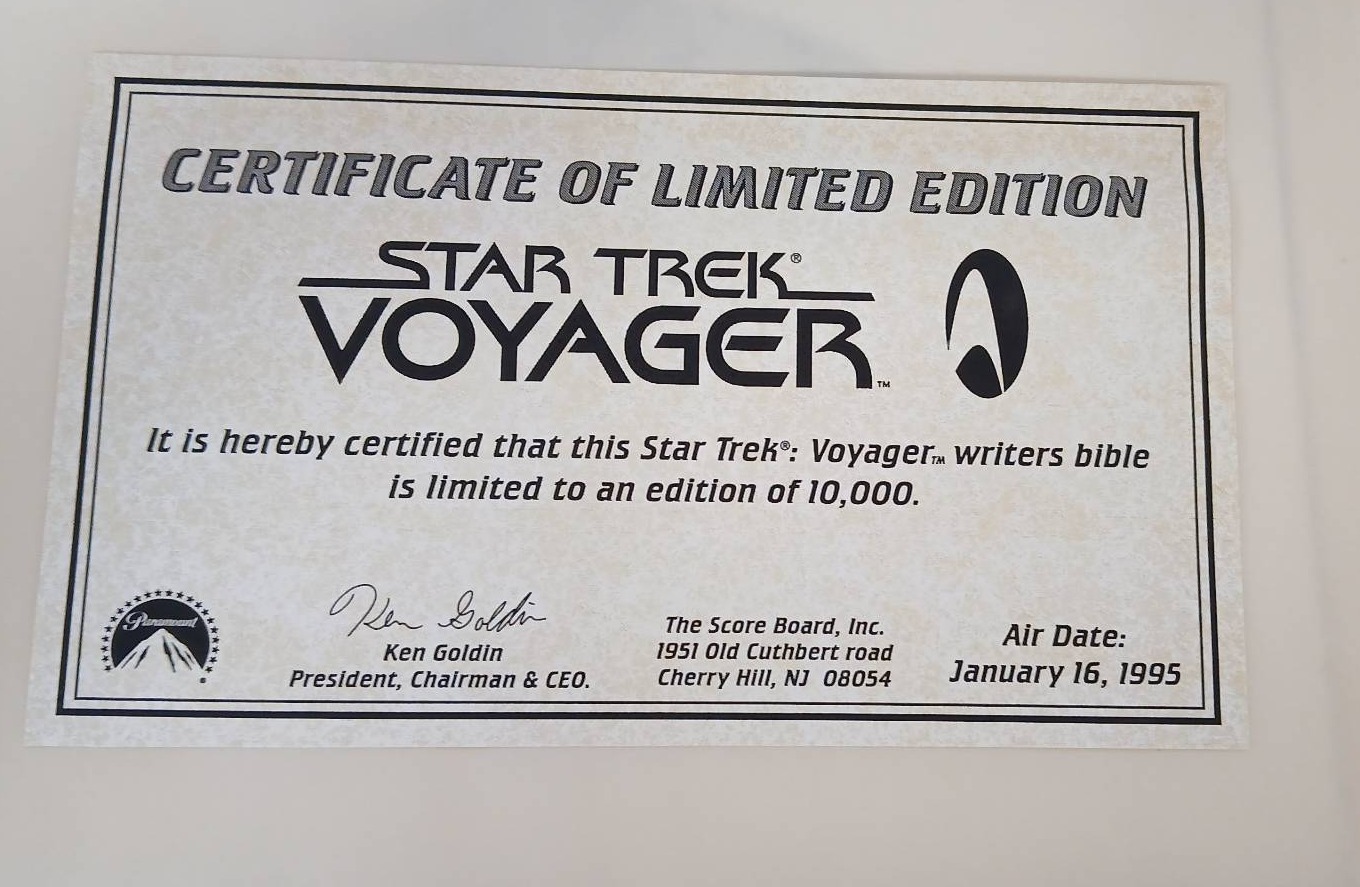 CERTIFICATE OF LIMITED EDITION
STAR TREK®
VOYAGER™
It is hereby certified that this Star Trek®: Voyager™ writers bible
is limited to an edition of 10,000.
Paramount
Ken Goldin
Ken Goldin
President, Chairman & CEO.
The Score Board, Inc.
1951 Old Cuthbert road
Cherry Hill, NJ 08054
Air Date:
January 16, 1995